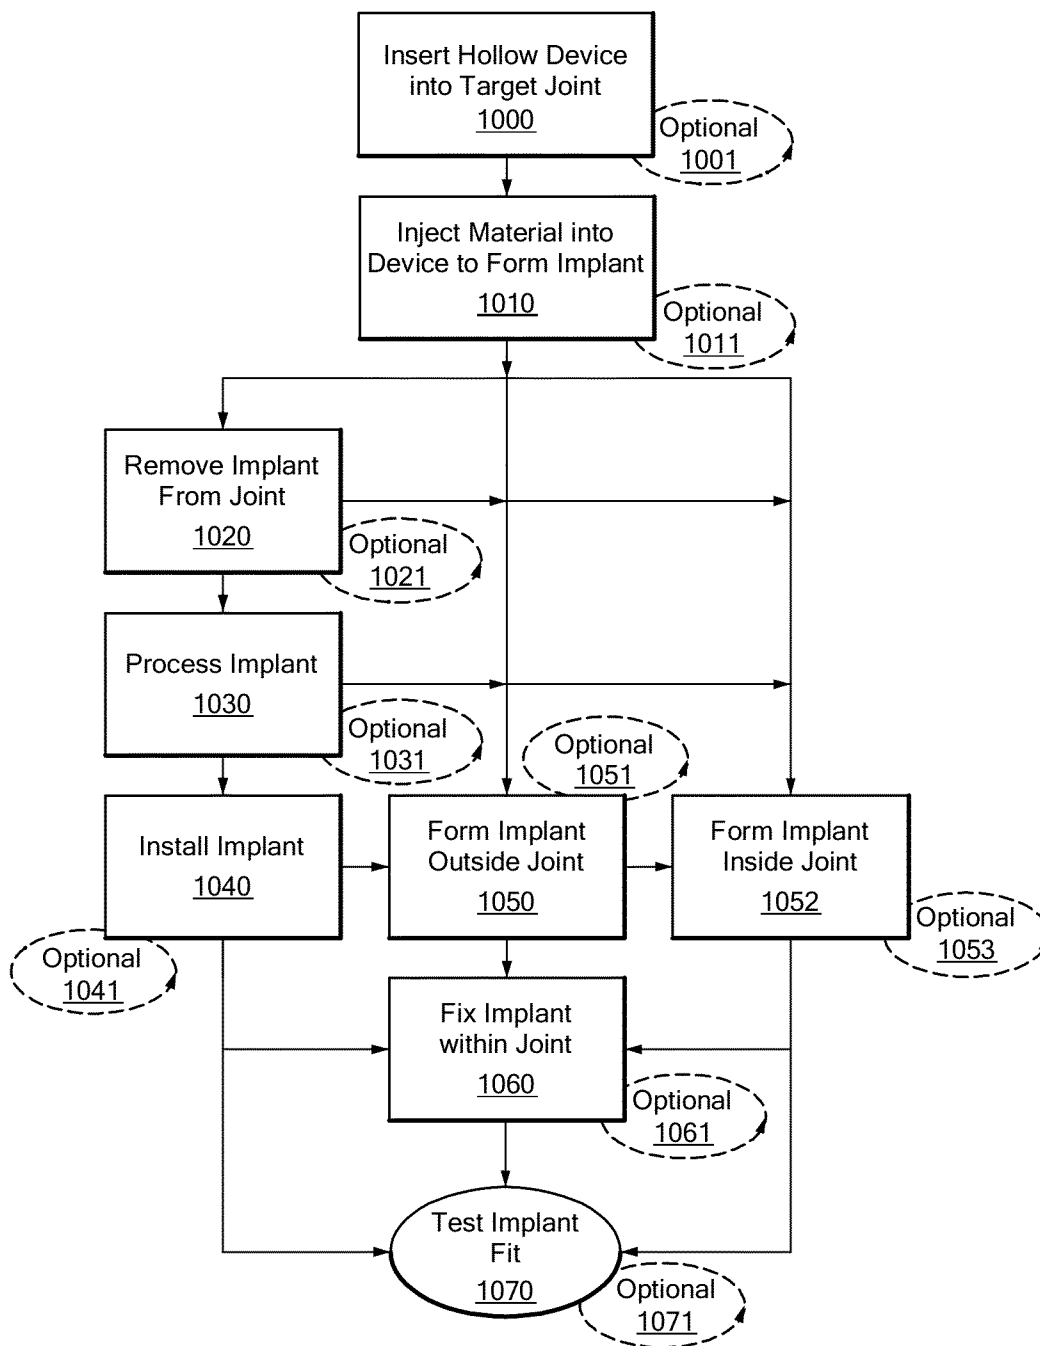 Insert Hollow Device
into Target Joint
1000
Optional
1001
Inject Material into
Device to Form Implant
1010
Optional
1011
Remove Implant
From Joint
1020
Optional
1021
Process Implant
1030
Optional
1031
Optional
1051
Install Implant
1040
Optional
1041
Form Implant
Outside Joint
1050
Form Implant
Inside Joint
1052
Optional
1053
Fix Implant
within Joint
1060
Optional
1061
Test Implant
Fit
1070
Optional
1071